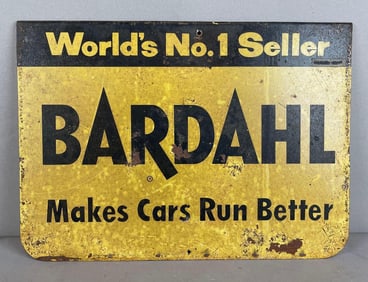 World's No.1 Seller
BARDAHL
Makes Cars Run Better